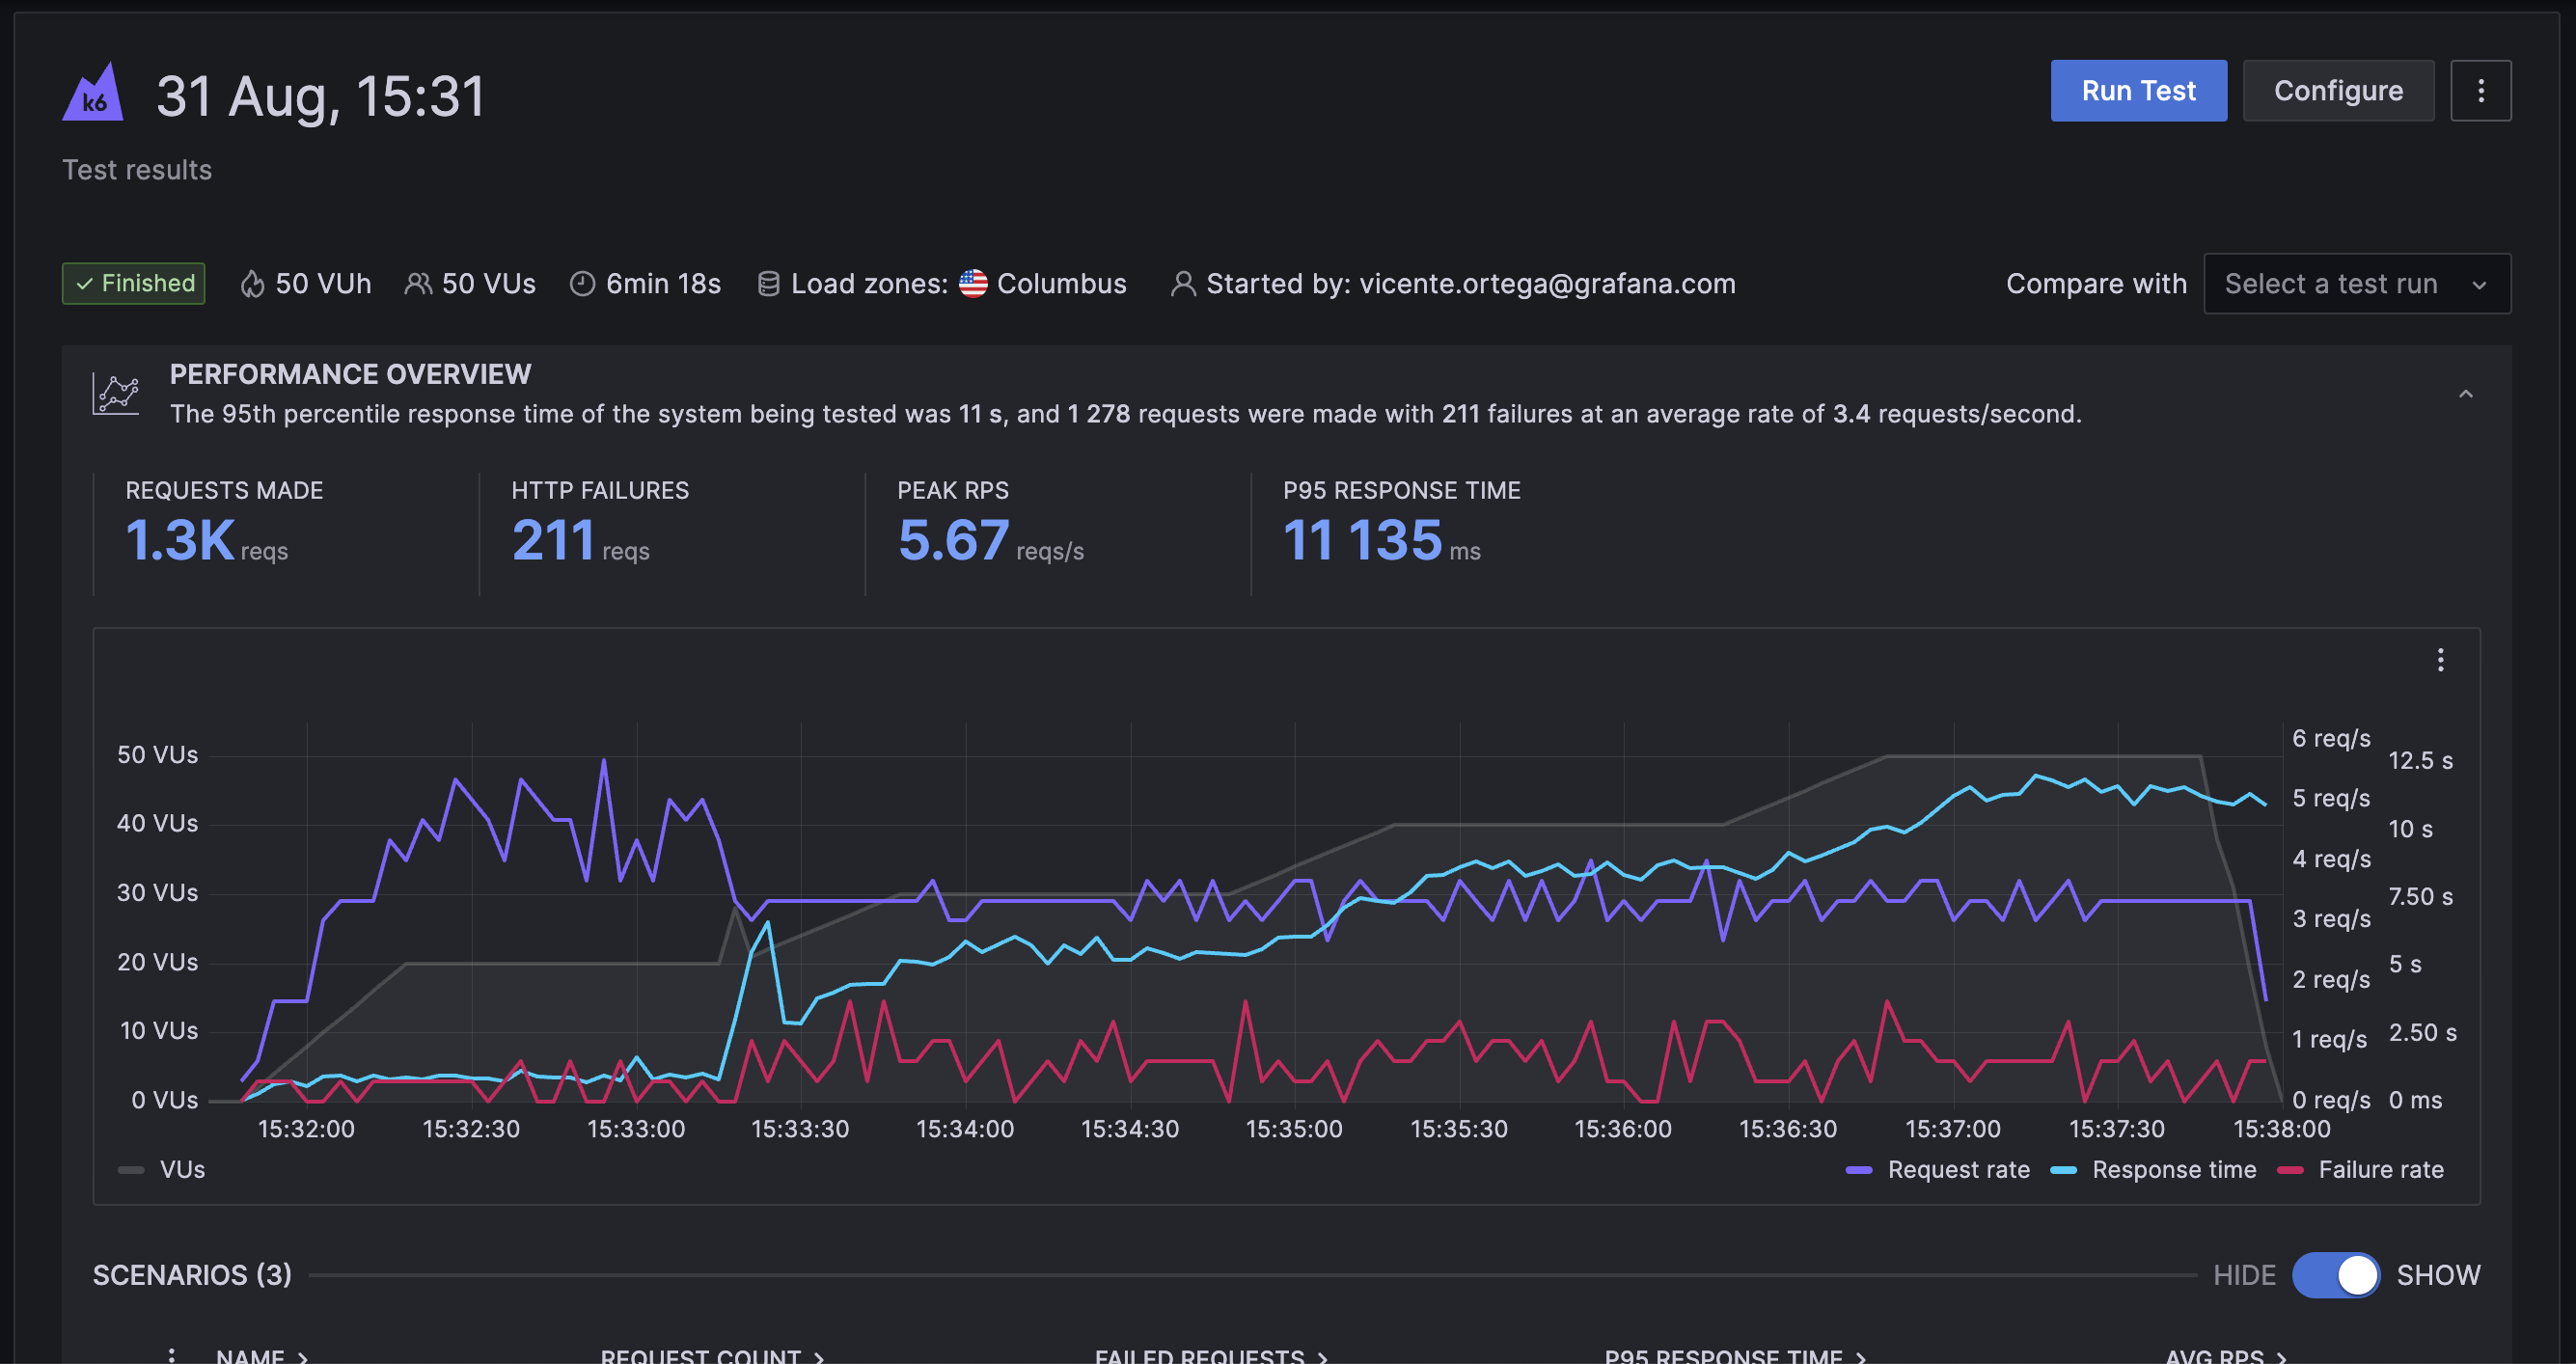 k6
31 Aug, 15:31
Run Test
Configure
Test results
Finished
50 VUh
50 VUs
6min 18s
Load zones: Columbus
Started by: vicente.ortega@grafana.com
Compare with
Select a test run
PERFORMANCE OVERVIEW
The 95th percentile response time of the system being tested was 11 s, and 1 278 requests were made with 211 failures at an average rate of 3.4 requests/second.
REQUESTS MADE
1.3K reqs
HTTP FAILURES
211 reqs
PEAK RPS
5.67 reqs/s
P95 RESPONSE TIME
11 135 ms
50 VUs
40 VUs
30 VUs
20 VUs
10 VUs
0 VUs
6 req/s
5 req/s
4 req/s
3 req/s
2 req/s
1 req/s
0 req/s
12.5 s
10 s
7.50 s
5 s
2.50 s
0 ms
15:32:00
15:32:30
15:33:00
15:33:30
15:34:00
15:34:30
15:35:00
15:35:30
15:36:00
15:36:30
15:37:00
15:37:30
15:38:00
VUs
Request rate
Response time
Failure rate
SCENARIOS (3)
HIDE
SHOW
NAME
REQUEST COUNT
FAILED REQUESTS
P95 RESPONSE TIME
AVG RPS